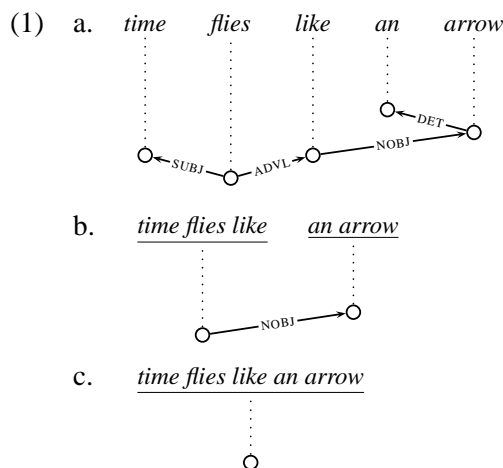 (1) a. time flies like an arrow
DET
SUBJ ADVL NOBJ
b. time flies like an arrow
NOBJ
c. time flies like an arrow